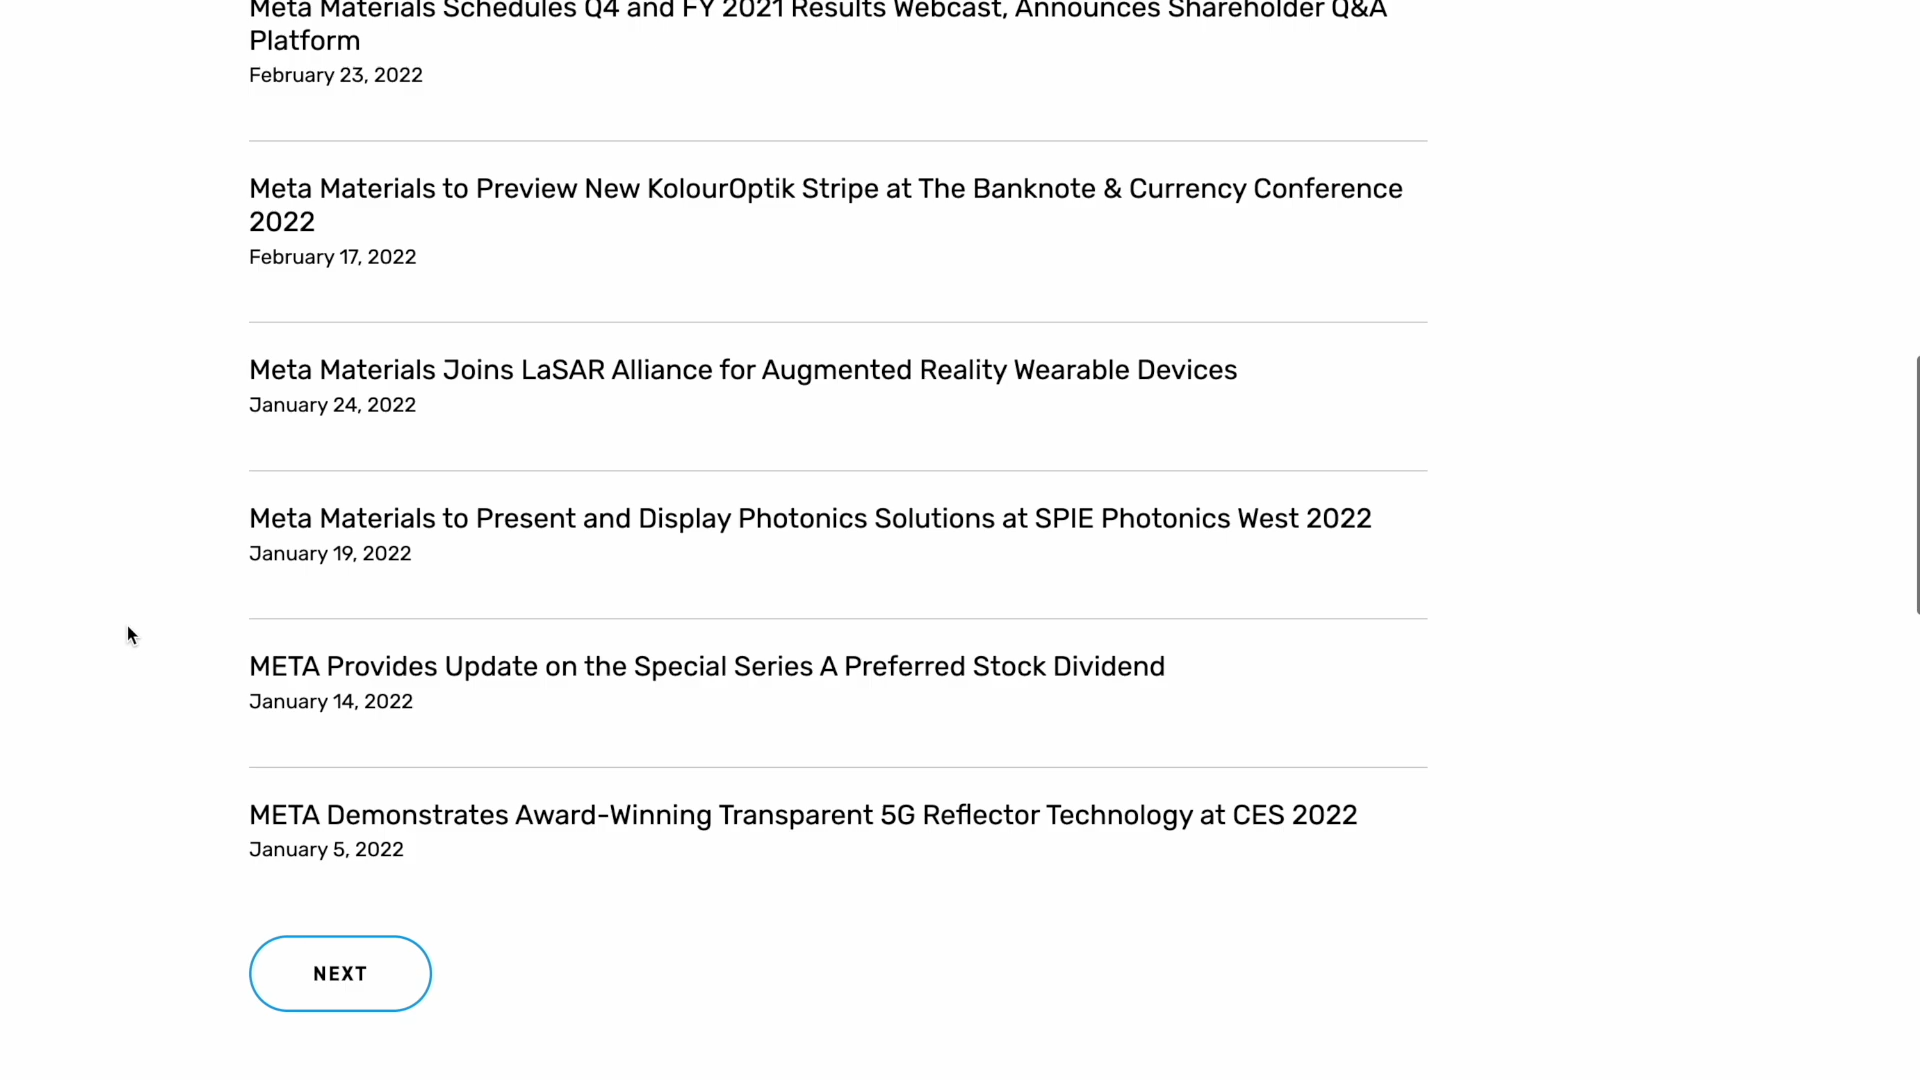 Meta Materials Schedules Q4 and FY 2021 Results Webcast, Announces Shareholder Q&A
Platform
February 23, 2022
Meta Materials to Preview New KolourOptik Stripe at The Banknote & Currency Conference
2022
February 17, 2022
Meta Materials Joins LaSAR Alliance for Augmented Reality Wearable Devices
January 24, 2022
Meta Materials to Present and Display Photonics Solutions at SPIE Photonics West 2022
January 19, 2022
META Provides Update on the Special Series A Preferred Stock Dividend
January 14, 2022
META Demonstrates Award-Winning Transparent 5G Reflector Technology at CES 2022
January 5, 2022
NEXT